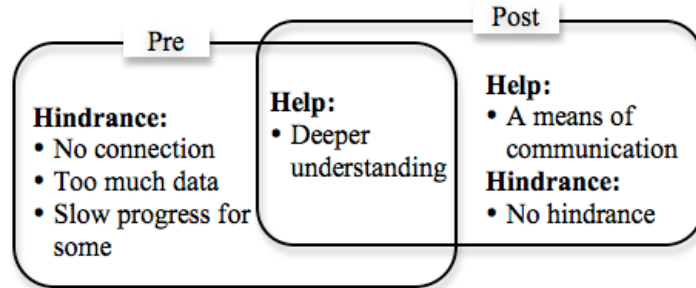 Pre
Post
Hindrance:
• No connection
• Too much data
• Slow progress for
some
Help:
• Deeper
understanding
Help:
• A means of
communication
Hindrance:
• No hindrance